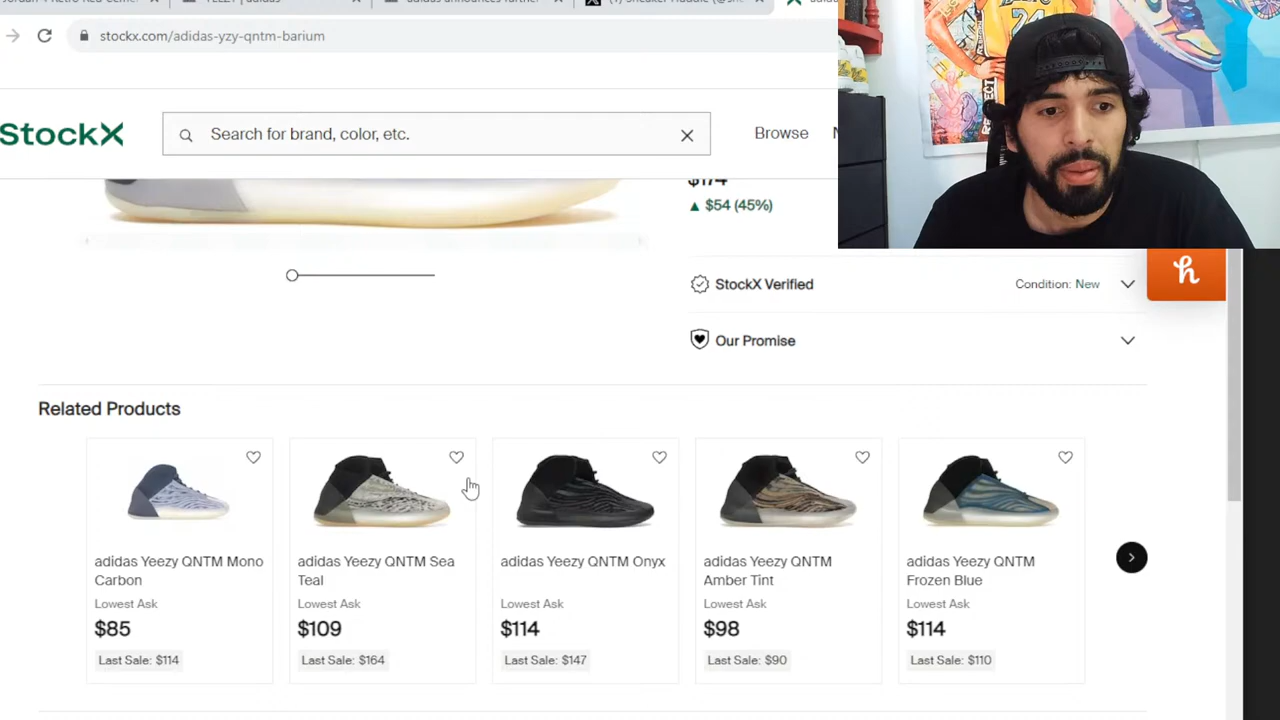 stockx.com/adidas-yzy-qntm-barium
StockX
Search for brand, color, etc.
Browse
$174
▲ $54 (45%)
StockX Verified
Condition: New
Our Promise
Related Products
adidas Yeezy QNTM Mono
Carbon
Lowest Ask
$85
Last Sale: $114
adidas Yeezy QNTM Sea
Teal
Lowest Ask
$109
Last Sale: $164
adidas Yeezy QNTM Onyx
Lowest Ask
$114
Last Sale: $147
adidas Yeezy QNTM
Amber Tint
Lowest Ask
$98
Last Sale: $90
adidas Yeezy QNTM
Frozen Blue
Lowest Ask
$114
Last Sale: $110
24